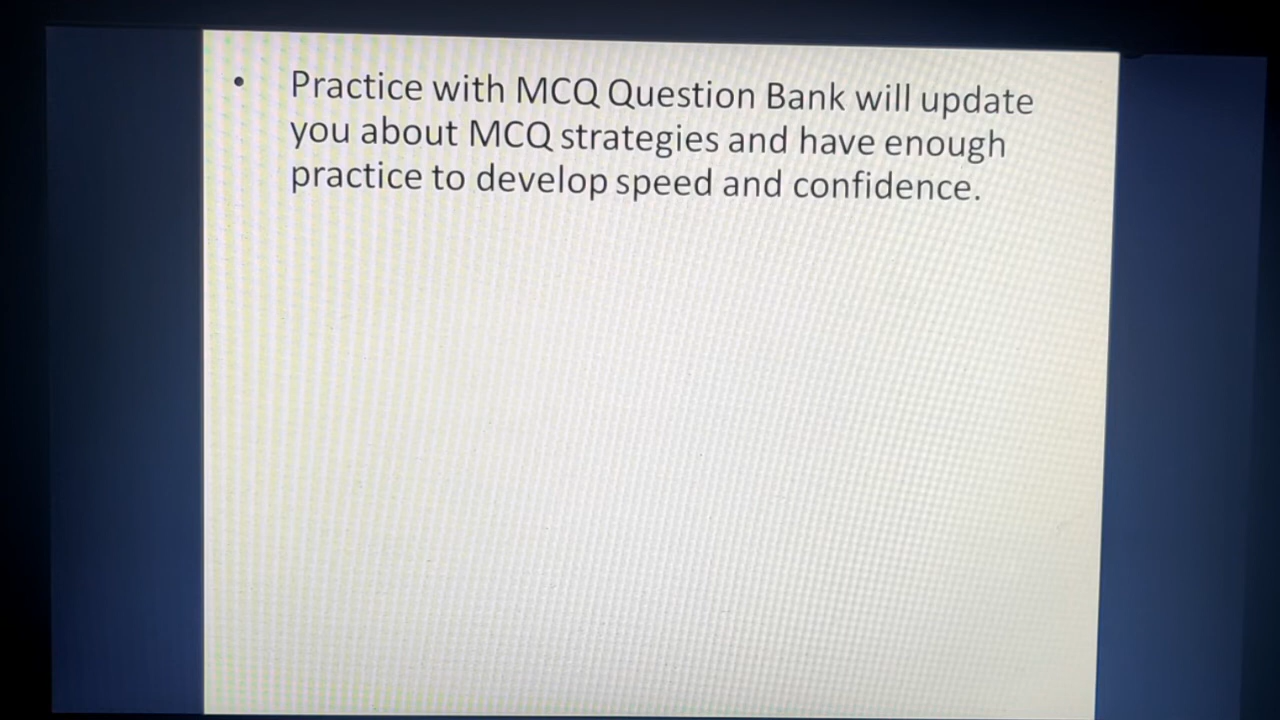 • Practice with MCQ Question Bank will update
you about MCQ strategies and have enough
practice to develop speed and confidence.